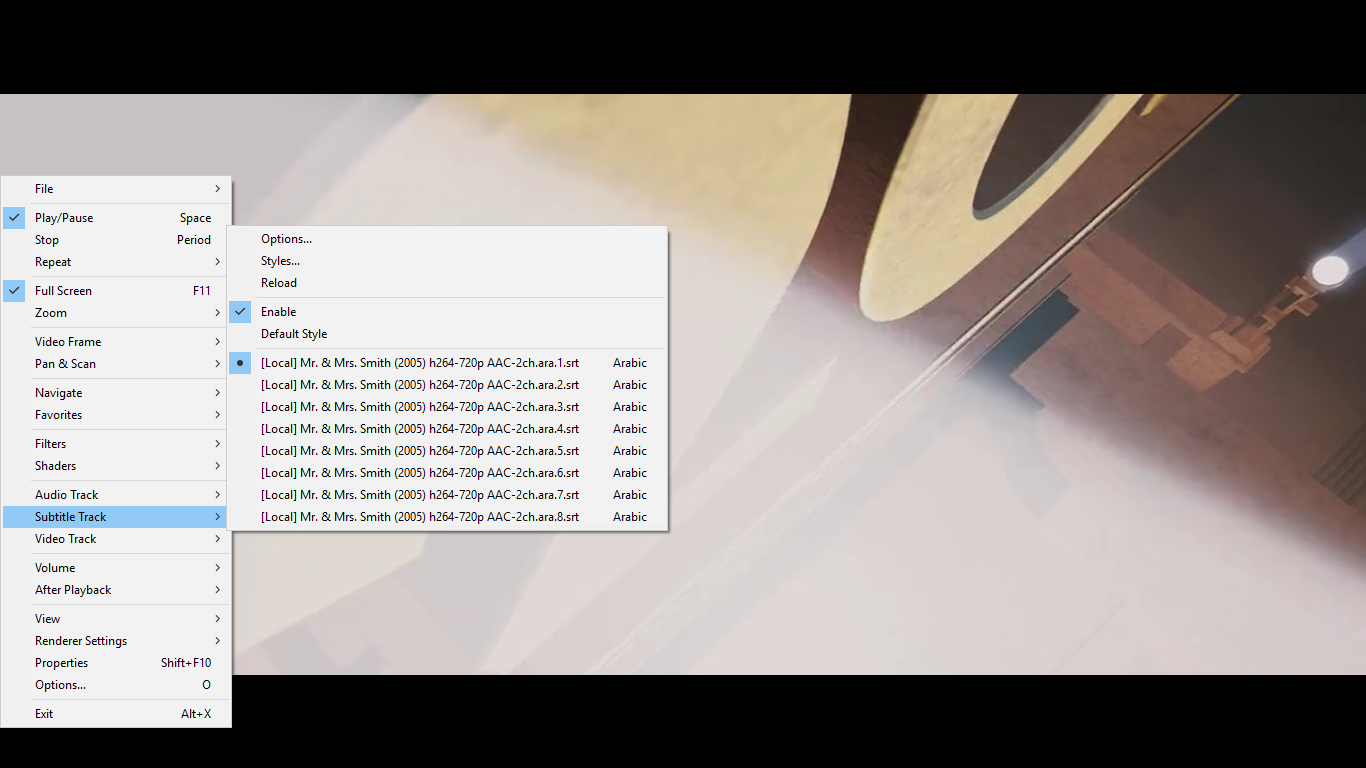 File
Play/Pause Space
Stop Period
Repeat
Full Screen F11
Zoom
Video Frame
Pan & Scan
Navigate
Favorites
Filters
Shaders
Audio Track
Subtitle Track
Video Track
Volume
After Playback
View
Renderer Settings
Properties Shift+F10
Options... O
Exit Alt+X
Options...
Styles...
Reload
Enable
Default Style
[Local] Mr. & Mrs. Smith (2005) h264-720p AAC-2ch.ara.1.srt Arabic
[Local] Mr. & Mrs. Smith (2005) h264-720p AAC-2ch.ara.2.srt Arabic
[Local] Mr. & Mrs. Smith (2005) h264-720p AAC-2ch.ara.3.srt Arabic
[Local] Mr. & Mrs. Smith (2005) h264-720p AAC-2ch.ara.4.srt Arabic
[Local] Mr. & Mrs. Smith (2005) h264-720p AAC-2ch.ara.5.srt Arabic
[Local] Mr. & Mrs. Smith (2005) h264-720p AAC-2ch.ara.6.srt Arabic
[Local] Mr. & Mrs. Smith (2005) h264-720p AAC-2ch.ara.7.srt Arabic
[Local] Mr. & Mrs. Smith (2005) h264-720p AAC-2ch.ara.8.srt Arabic